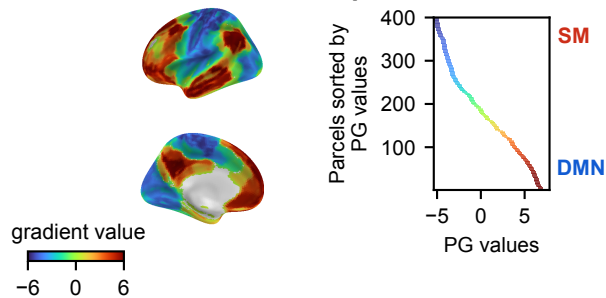 400
300
200
100
Parcels sorted by
PG values
SM
DMN
−5 0 5
PG values
gradient value
−6 0 6